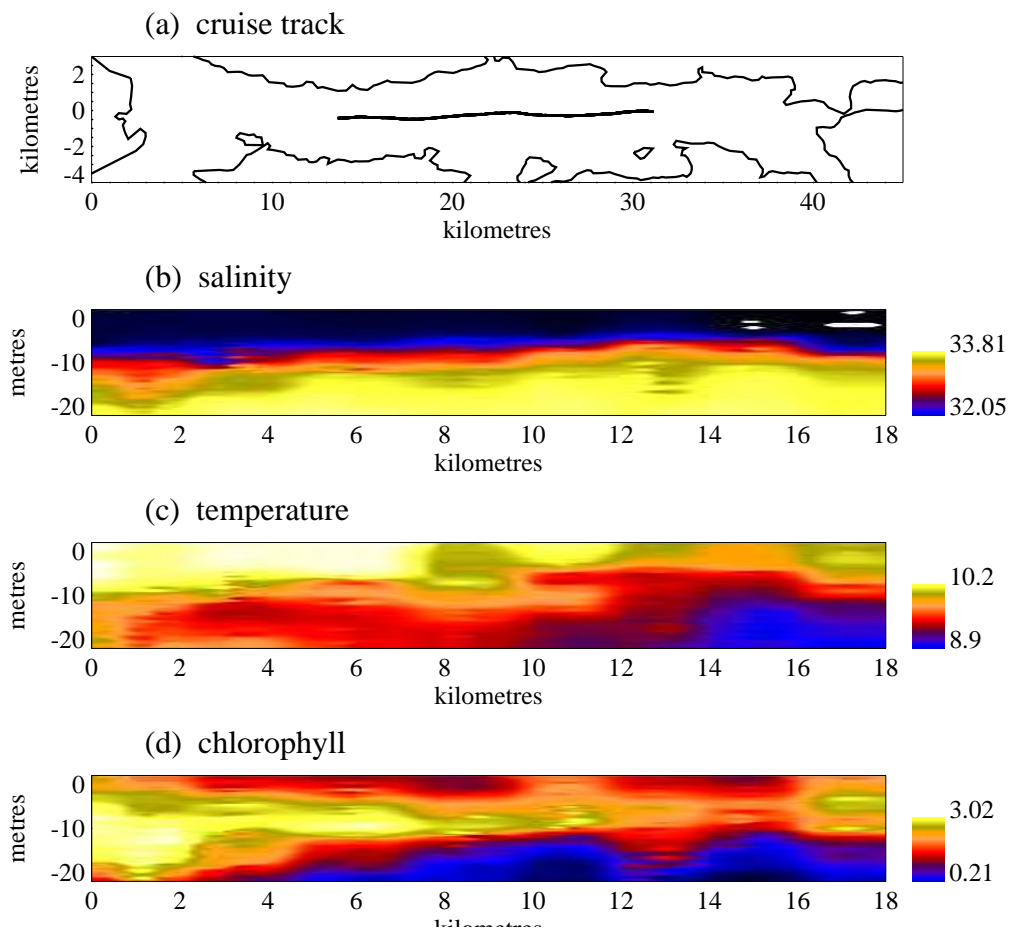 (a) cruise track
kilometres
2
0
-2
-4
0 10 20 30 40
kilometres
(b) salinity
metres
0
-10
-20
33.81
32.05
0 2 4 6 8 10 12 14 16 18
kilometres
(c) temperature
metres
0
-10
-20
10.2
8.9
0 2 4 6 8 10 12 14 16 18
kilometres
(d) chlorophyll
metres
0
-10
-20
3.02
0.21
0 2 4 6 8 10 12 14 16 18
kilometres